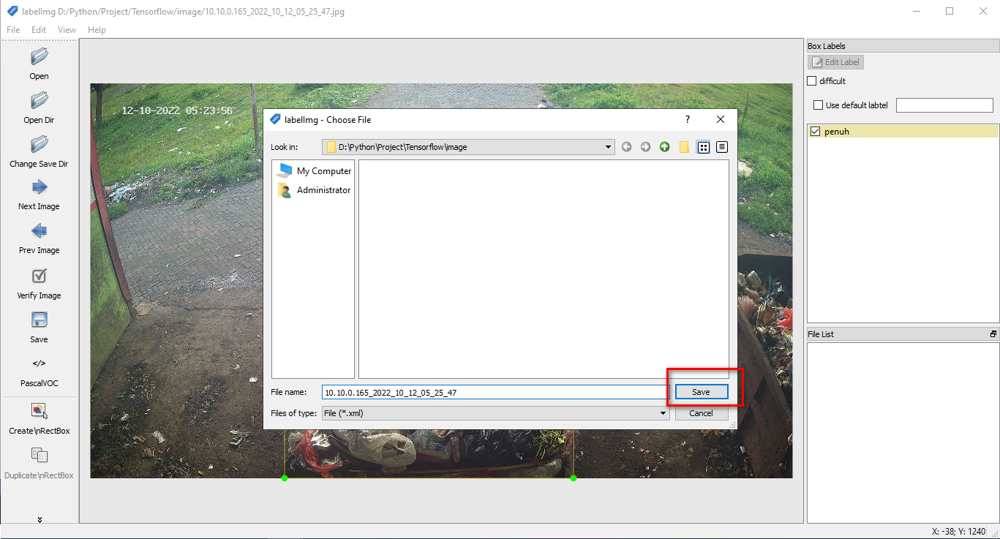 labelImg D:/Python/Project/Tensorflow/image/10.10.0.165_2022_10_12_05_25_47.jpg
File Edit View Help
Open
Open Dir
Change Save Dir
Next Image
Prev Image
Verify Image
Save
</>
PascalVOC
Create\nRectBox
Duplicate\nRectBox
12-10-2022 05:23:56
labelImg - Choose File
?
Look in:
D:\Python\Project\Tensorflow\image
My Computer
Administrator
File name:
10.10.0.165_2022_10_12_05_25_47
Save
Files of type:
File (*.xml)
Cancel
Box Labels
Edit Label
difficult
Use default labtel
penuh
File List
X: -38; Y: 1240